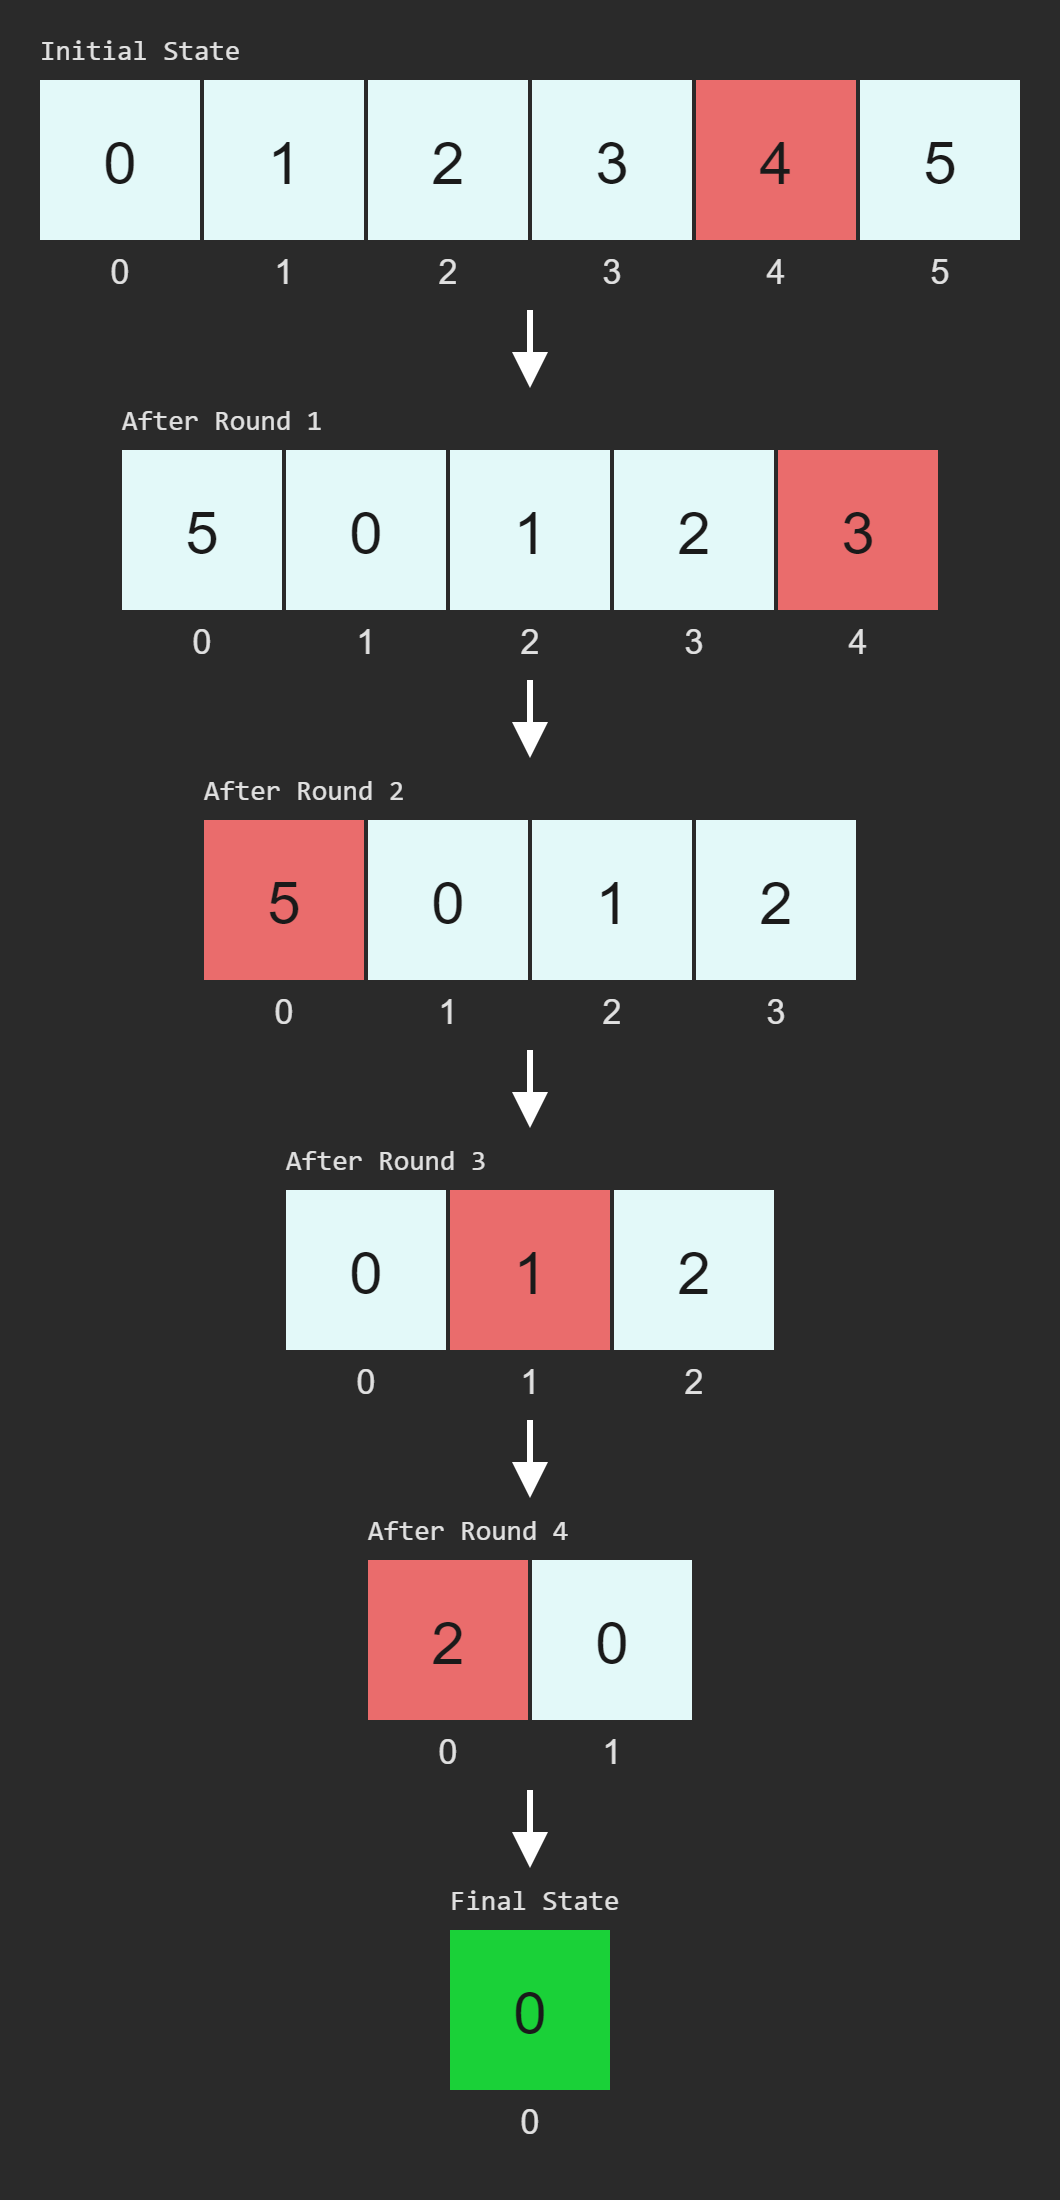 Initial State
0 1 2 3 4 5
0 1 2 3 4 5
After Round 1
5 0 1 2 3
0 1 2 3 4
After Round 2
5 0 1 2
0 1 2 3
After Round 3
0 1 2
0 1 2
After Round 4
2 0
0 1
Final State
0
0